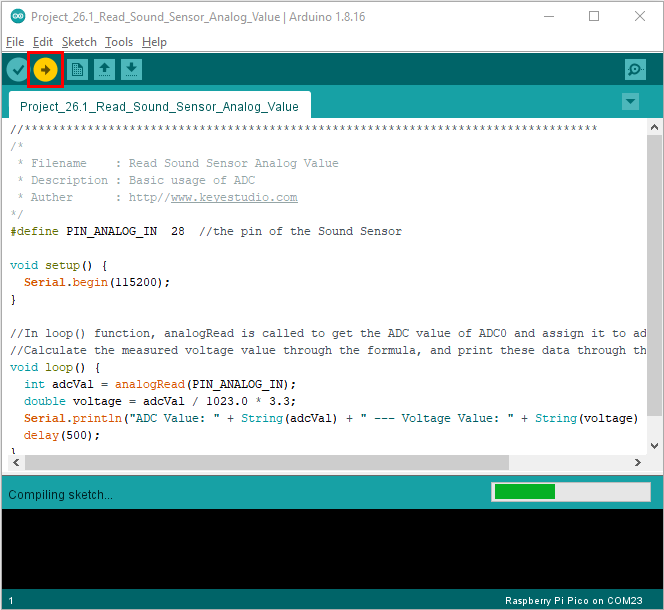 Project_26.1_Read_Sound_Sensor_Analog_Value | Arduino 1.8.16
File Edit Sketch Tools Help
Project_26.1_Read_Sound_Sensor_Analog_Value
//**********************************************************************************
/*
 * Filename    : Read Sound Sensor Analog Value
 * Description : Basic usage of ADC
 * Auther      : http//www.keyestudio.com
*/
#define PIN_ANALOG_IN  28  //the pin of the Sound Sensor
void setup() {
  Serial.begin(115200);
}
//In loop() function, analogRead is called to get the ADC value of ADC0 and assign it to ad
//Calculate the measured voltage value through the formula, and print these data through th
void loop() {
  int adcVal = analogRead(PIN_ANALOG_IN);
  double voltage = adcVal / 1023.0 * 3.3;
  Serial.println("ADC Value: " + String(adcVal) + " --- Voltage Value: " + String(voltage)
  delay(500);
}
Compiling sketch...
1 Raspberry Pi Pico on COM23